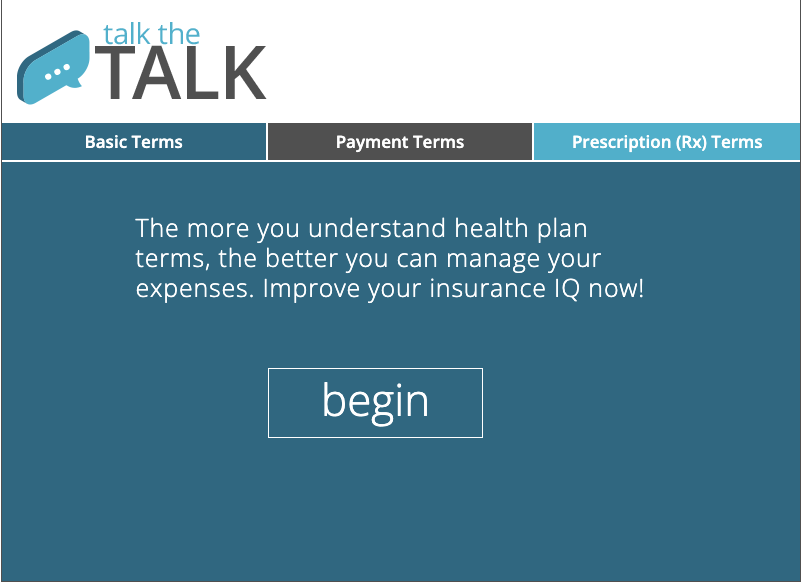 talk the
TALK
Basic Terms
Payment Terms
Prescription (Rx) Terms
The more you understand health plan
terms, the better you can manage your
expenses. Improve your insurance IQ now!
begin